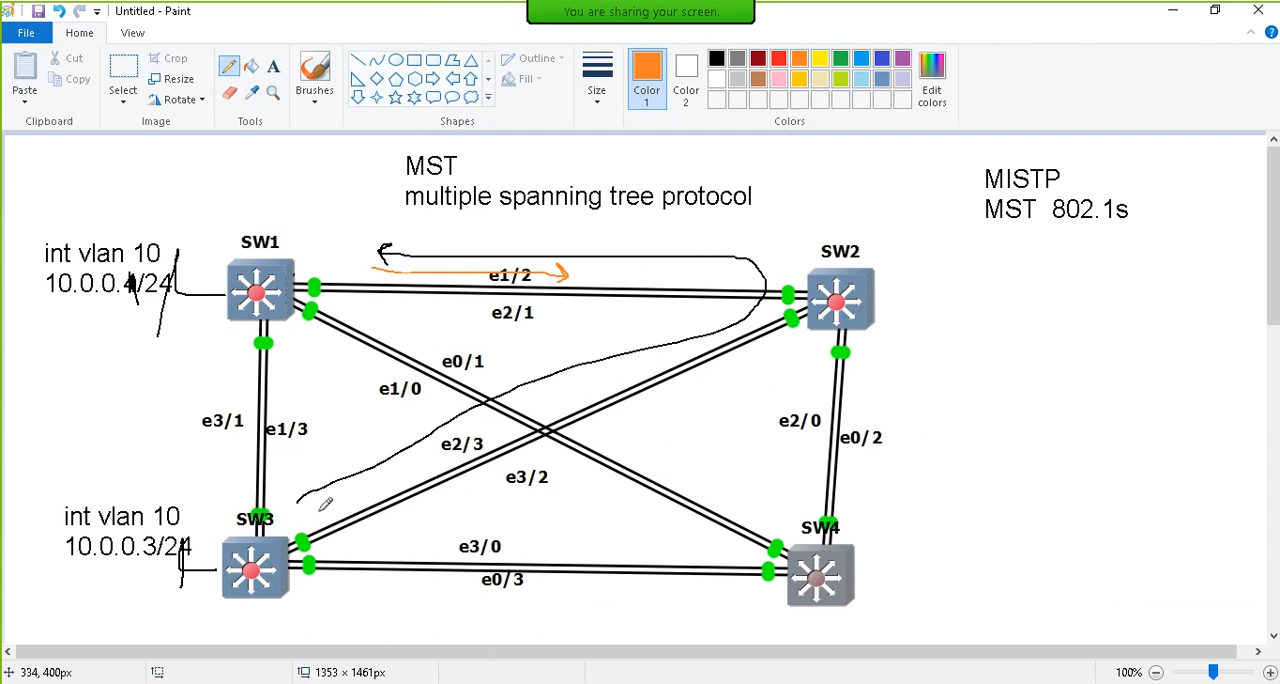 Untitled - Paint
You are sharing your screen.
File
Home
View
Paste
Cut
Copy
Clipboard
Select
Crop
Resize
Rotate
Image
A
Tools
Brushes
Shapes
Outline
Fill
Size
Color 1
Color 2
Edit colors
Colors
MST
multiple spanning tree protocol
MISTP
MST 802.1s
int vlan 10
/24
SW1
SW2
e1/2
e2/1
e0/1
e1/0
e3/1
e1/3
e2/0
e0/2
e2/3
e3/2
int vlan 10
10.0.0.3/24
SW3
SW4
e3/0
e0/3
334, 400px
1353 × 1461px
100%